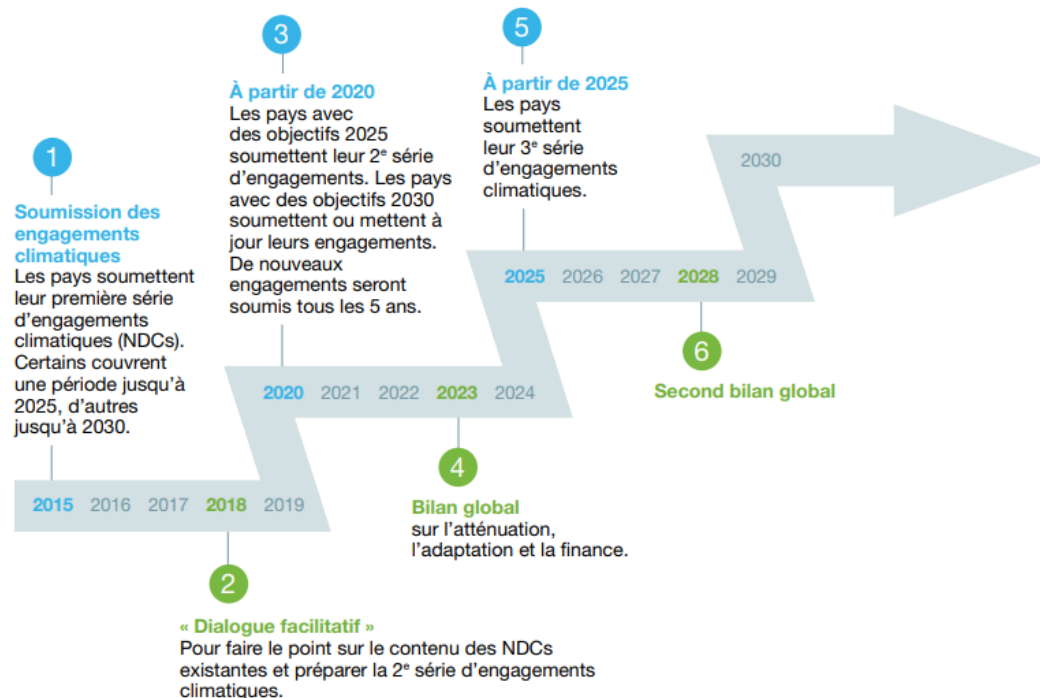 1
Soumission des
engagements
climatiques
Les pays soumettent
leur première série
d'engagements
climatiques (NDCs).
Certains couvrent
une période jusqu'à
2025, d'autres
jusqu'à 2030.
2015 2016 2017 2018 2019
2
« Dialogue facilitatif »
Pour faire le point sur le contenu des NDCs
existantes et préparer la 2e série d'engagements
climatiques.
3
À partir de 2020
Les pays avec
des objectifs 2025
soumettent leur 2e série
d'engagements. Les pays
avec des objectifs 2030
soumettent ou mettent à
jour leurs engagements.
De nouveaux
engagements seront
soumis tous les 5 ans.
2020 2021 2022 2023 2024
4
Bilan global
sur l'atténuation,
l'adaptation et la finance.
5
À partir de 2025
Les pays
soumettent
leur 3e série
d'engagements
climatiques.
2025 2026 2027 2028 2029
6
Second bilan global
2030